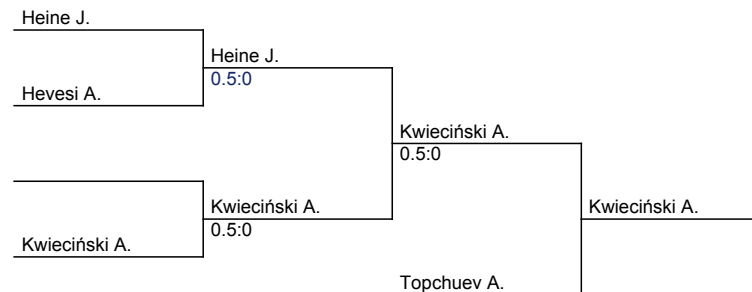 Heine J.
Heine J.
0.5:0
Hevesi A.
Kwieciński A.
0.5:0
Kwieciński A.
0.5:0
Kwieciński A.
Kwieciński A.
Topchuev A.